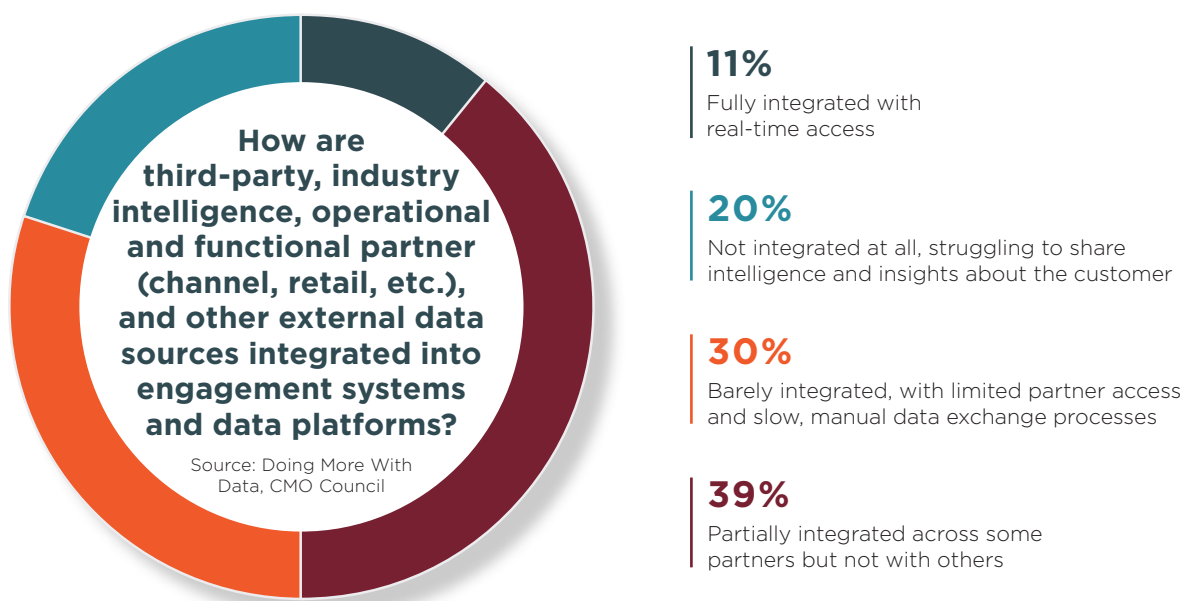 How are
third-party, industry
intelligence, operational
and functional partner
(channel, retail, etc.),
and other external data
sources integrated into
engagement systems
and data platforms?
Source: Doing More With
Data, CMO Council
11%
Fully integrated with
real-time access
20%
Not integrated at all, struggling to share
intelligence and insights about the customer
30%
Barely integrated, with limited partner access
and slow, manual data exchange processes
39%
Partially integrated across some
partners but not with others